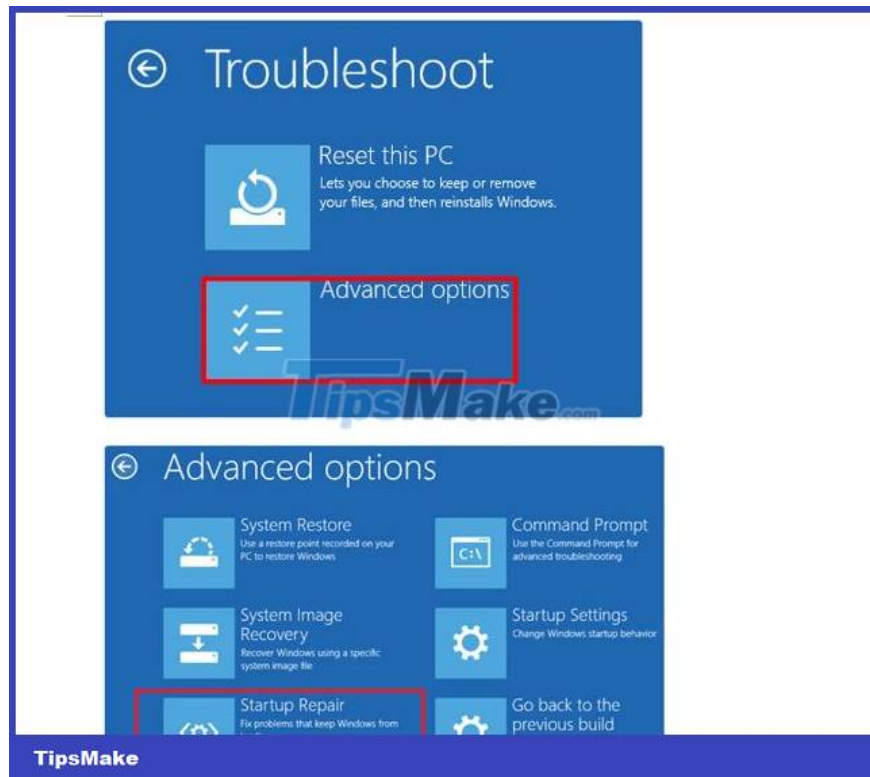 Troubleshoot
Reset this PC
Lets you choose to keep or remove
your files, and then reinstalls Windows.
Advanced options
TipsMake.com
Advanced options
System Restore
Use a restore point recorded on your
PC to restore Windows
Command Prompt
Use the Command Prompt for
advanced troubleshooting
C:\
System Image
Recovery
Recover Windows using a specific
system image file
Startup Settings
Change Windows startup behavior
Startup Repair
Fix problems that keep Windows from
Go back to the
previous build
TipsMake